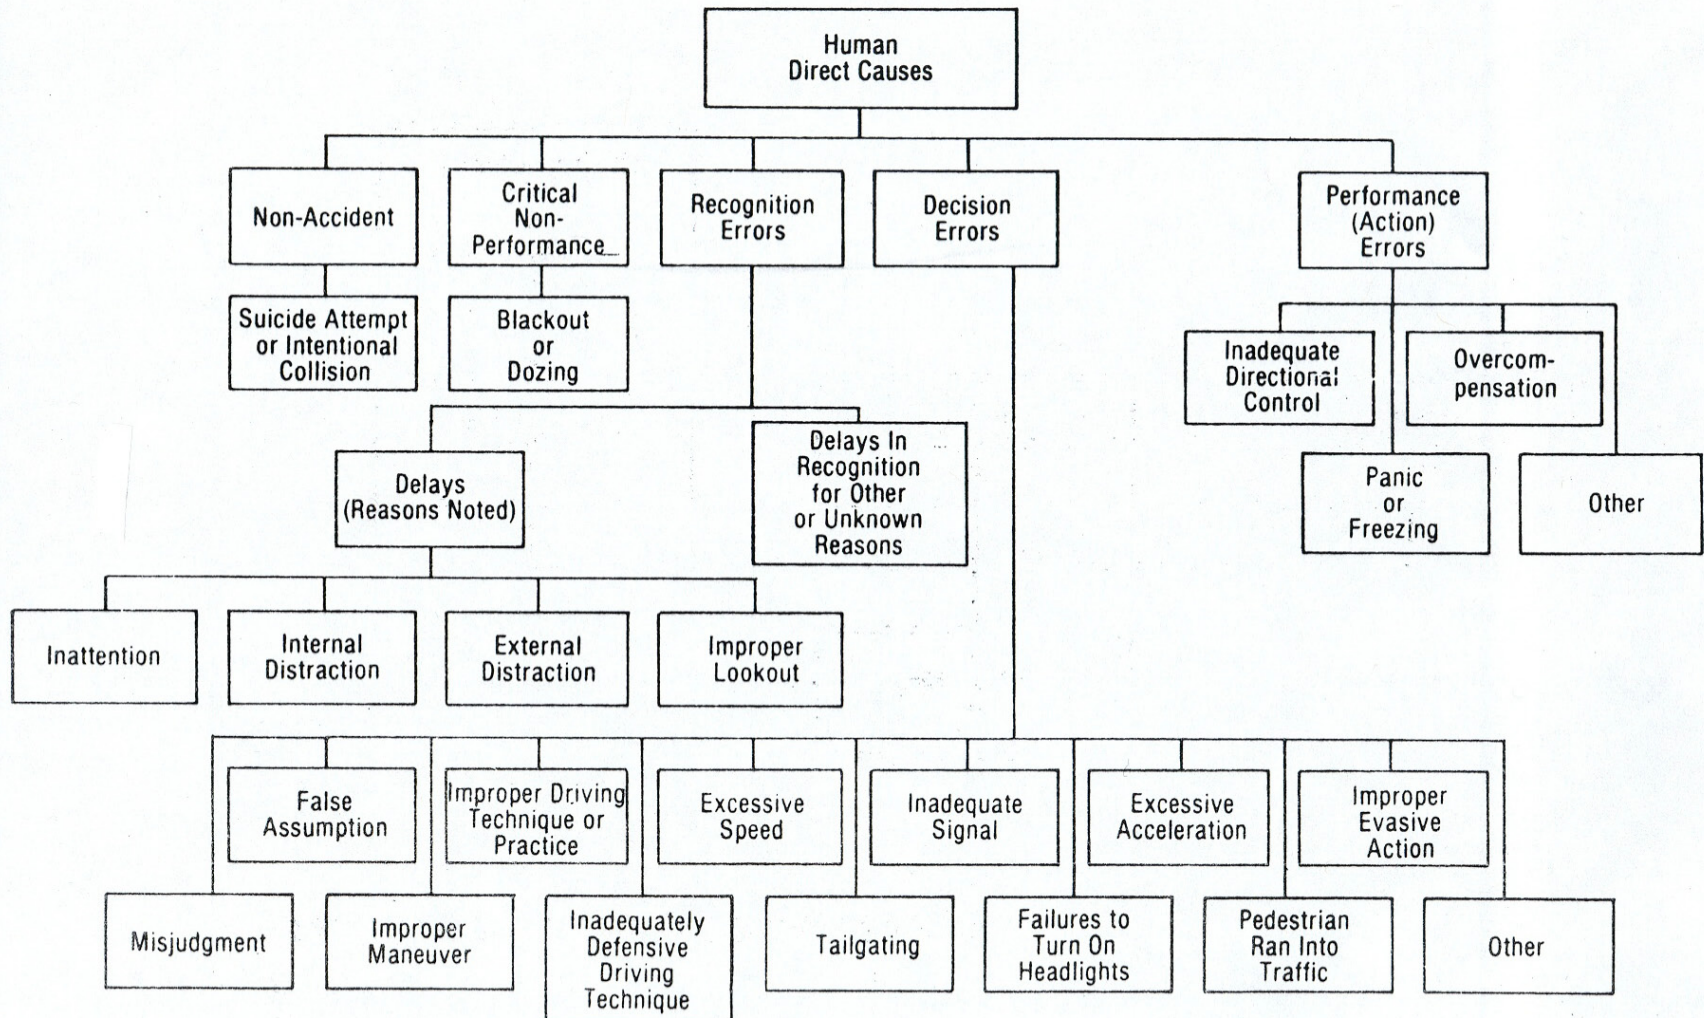 Human
Direct Causes
Non-Accident
Critical
Non-
Performance
Recognition
Errors
Decision
Errors
Performance
(Action)
Errors
Suicide Attempt
or Intentional
Collision
Blackout
or
Dozing
Inadequate
Directional
Control
Overcom-
pensation
Delays
(Reasons Noted)
Delays In
Recognition
for Other
or Unknown
Reasons
Panic
or
Freezing
Other
Inattention
Internal
Distraction
External
Distraction
Improper
Lookout
False
Assumption
Improper Driving
Technique or
Practice
Excessive
Speed
Inadequate
Signal
Excessive
Acceleration
Improper
Evasive
Action
Misjudgment
Improper
Maneuver
Inadequately
Defensive
Driving
Technique
Tailgating
Failures to
Turn On
Headlights
Pedestrian
Ran Into
Traffic
Other